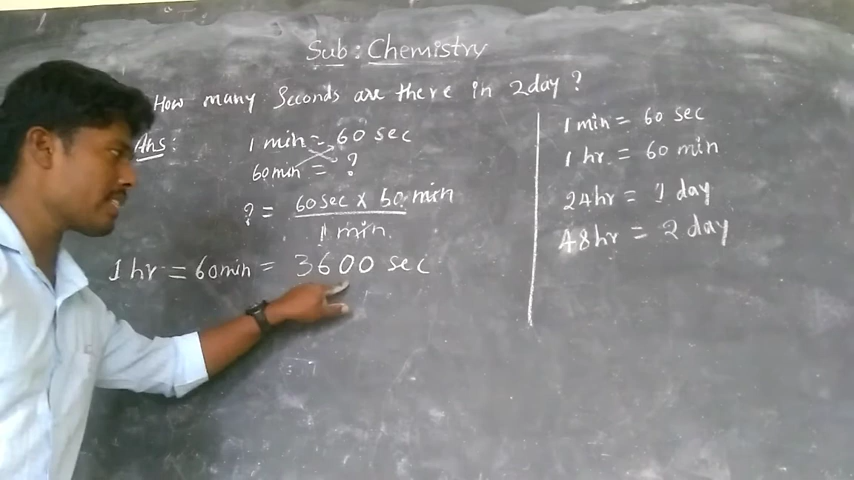 Sub : Chemistry
How many Seconds are there in 2day ?
Ans :
1 min = 60 sec
60min = ?
? = 60sec x 60 min
1 min.
1 hr = 60min = 3600 sec
1 min = 60 sec
1 hr. = 60 min
24hr = 1 day
48hr = 2 day